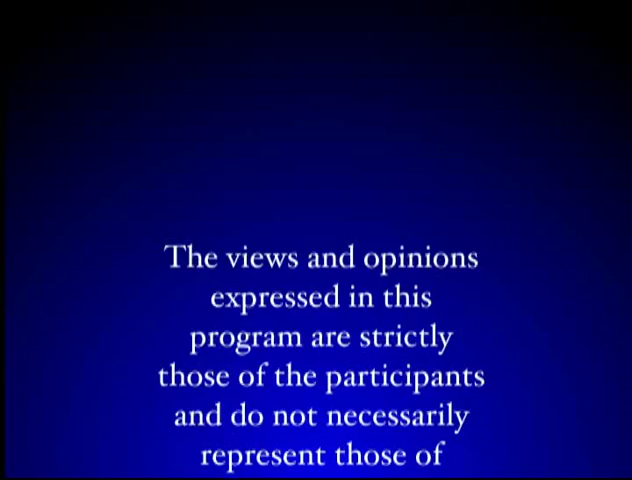 The views and opinions
expressed in this
program are strictly
those of the participants
and do not necessarily
represent those of